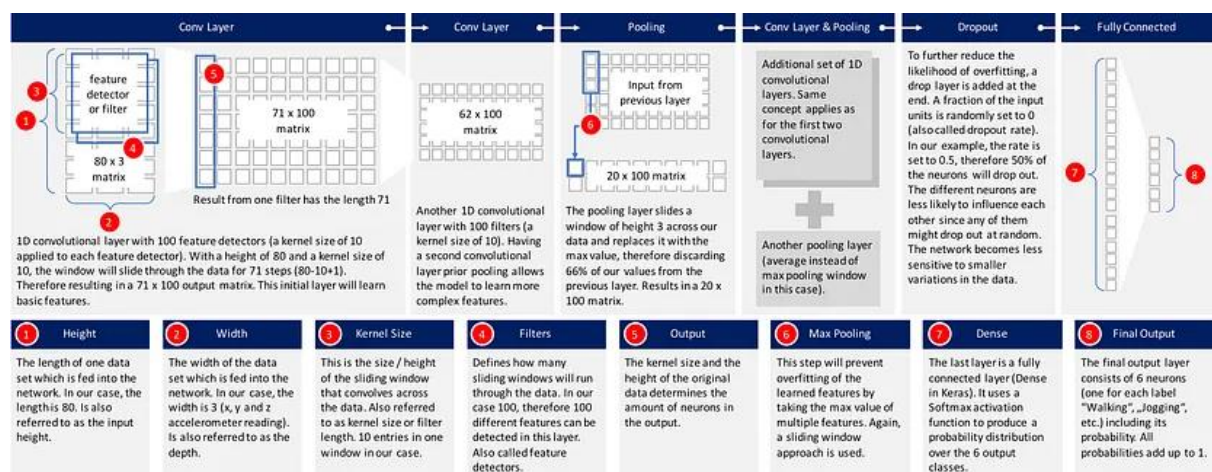 Conv Layer
Conv Layer
Pooling
Conv Layer & Pooling
Dropout
Fully Connected
3
1
feature
detector
or filter
4
80 x 3
matrix
2
5
71 x 100
matrix
Result from one filter has the length 71
1D convolutional layer with 100 feature detectors (a kernel size of 10
applied to each feature detector). With a height of 80 and a kernel size of
10, the window will slide through the data for 71 steps (80-10+1).
Therefore resulting in a 71 x 100 output matrix. This initial layer will learn
basic features.
62 x 100
matrix
Another 1D convolutional
layer with 100 filters (a
kernel size of 10). Having
a second convolutional
layer prior pooling allows
the model to learn more
complex features.
Input from
previous layer
6
20 x 100 matrix
The pooling layer slides a
window of height 3 across our
data and replaces it with the
max value, therefore discarding
66% of our values from the
previous layer. Results in a 20 x
100 matrix.
Additional set of 1D
convolutional
layers. Same
concept applies as
for the first two
convolutional
layers.
Another pooling layer
(average instead of
max pooling window
in this case).
To further reduce the
likelihood of overfitting, a
drop layer is added at the
end. A fraction of the input
units is randomly set to 0
(also called dropout rate).
In our example, the rate is
set to 0.5, therefore 50% of
the neurons will drop out.
The different neurons are
less likely to influence each
other since any of them
might drop out at random.
The network becomes less
sensitive to smaller
variations in the data.
7
8
1 Height
The length of one data
set which is fed into the
network. In our case, the
length is 80. Is also
referred to as the input
height.
2 Width
The width of the data
set which is fed into the
network. In our case, the
width is 3 (x, y and z
accelerometer reading).
Is also referred to as the
depth.
3 Kernel Size
This is the size / height
of the sliding window
that convolves across
the data. Also referred
to as kernel size or filter
length. 10 entries in one
window in our case.
4 Filters
Defines how many
sliding windows will run
through the data. In our
case 100, therefore 100
different features can be
detected in this layer.
Also called feature
detectors.
5 Output
The kernel size and the
height of the original
data determines the
amount of neurons in
the output.
6 Max Pooling
This step will prevent
overfitting of the
learned features by
taking the max value of
multiple features. Again,
a sliding window
approach is used.
7 Dense
The last layer is a fully
connected layer (Dense
in Keras). It uses a
Softmax activation
function to produce a
probability distribution
over the 6 output
classes.
8 Final Output
The final output layer
consists of 6 neurons
(one for each label
"Walking“, „Jogging“,
etc.) including its
probability. All
probabilities add up to 1.